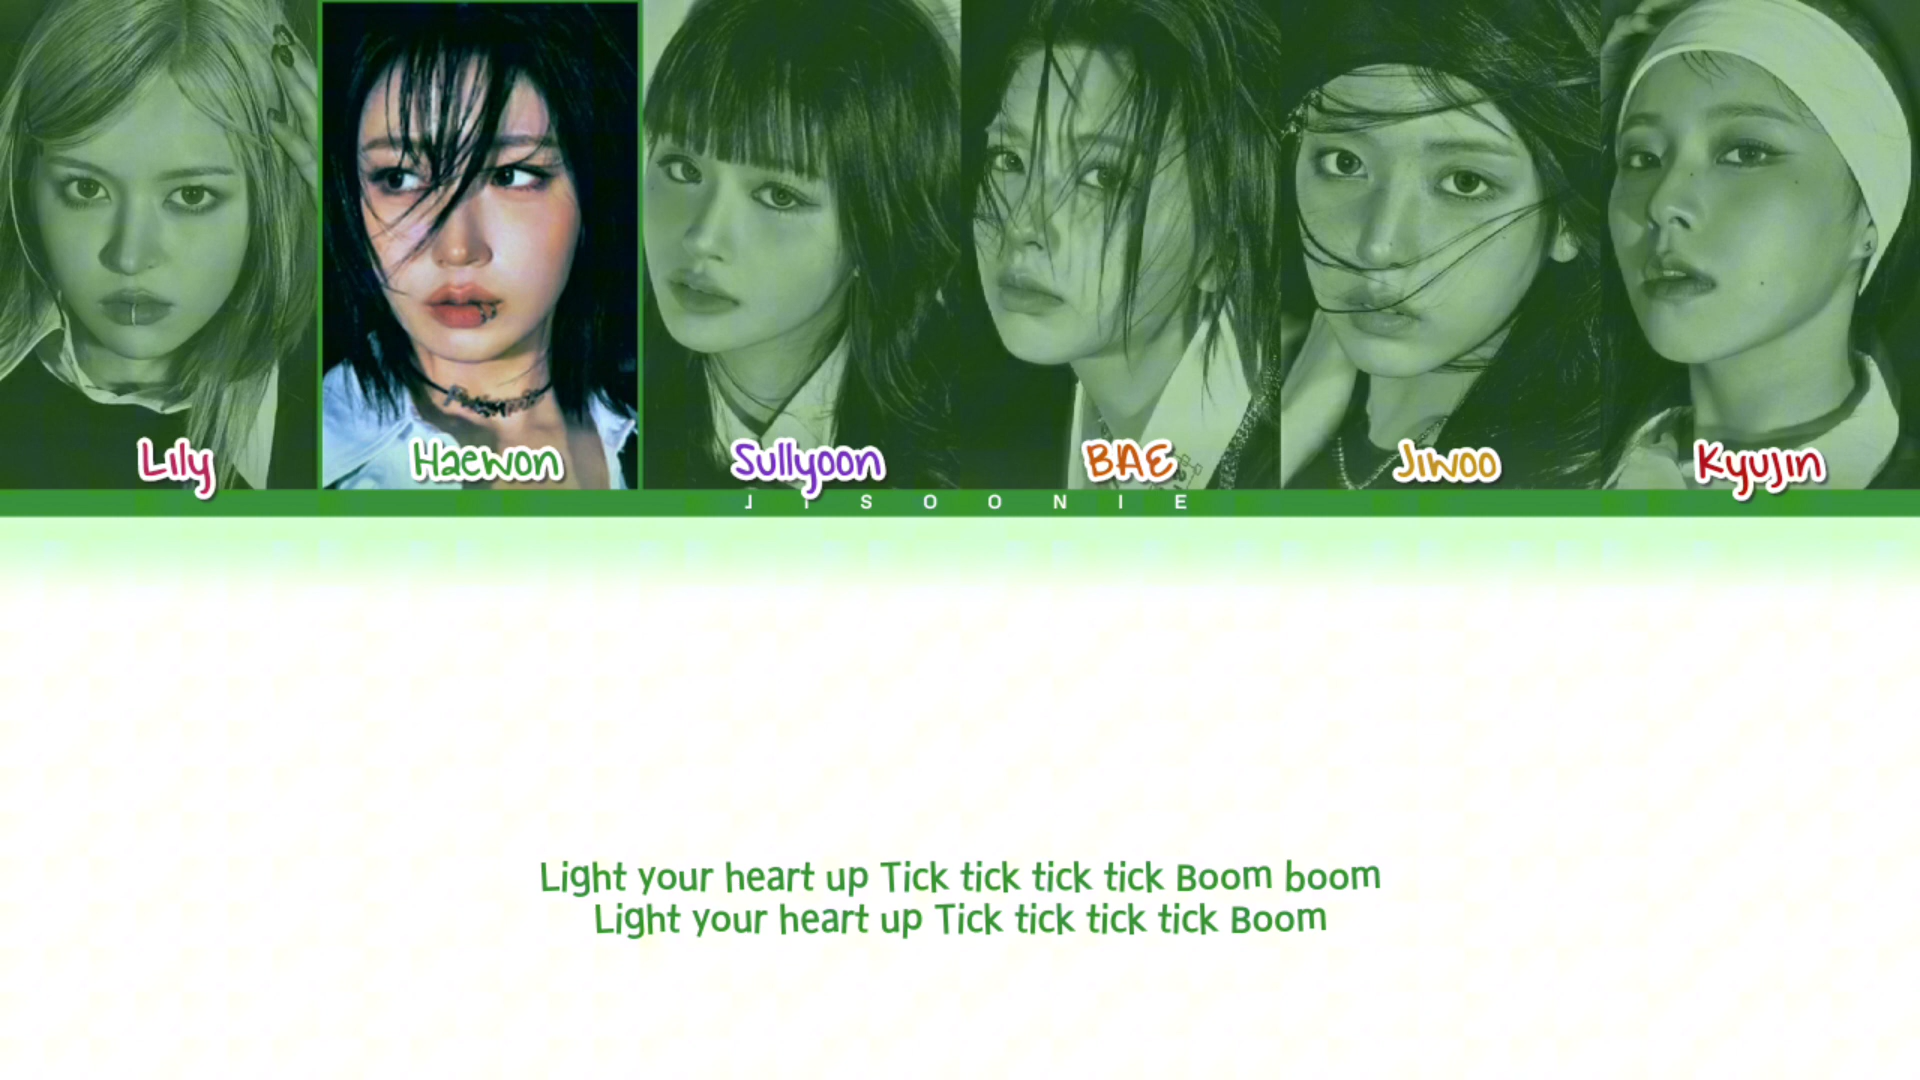 Lily
Haewon
Sullyoon
BAE
Jiwoo
Kyujin
JISOONIE
Light your heart up Tick tick tick tick Boom boom
Light your heart up Tick tick tick tick Boom